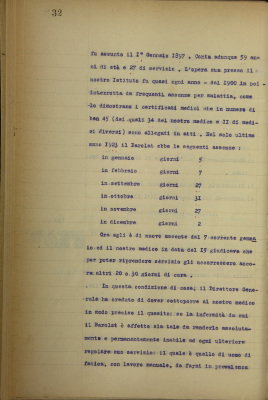 32
fu assunto il 1° Gennaio 1897 . Conta adunque 59 an-
ni di età e 27 di servizio . L'opera sua presso il
nostro Istituto fu quasi ogni anno - dal 1900 in poi -
interrotta da frequenti assenze per malattia, come
lo dimostrano i certificati medici che in numero di
ben 45 (dei quali 34 del nostro medico e II di medi-
ci diversi) sono allegati in atti . Nel solo ultimo
anno 1923 il Barolat ebbe le seguenti assenze :
in gennaio giorni 5
in febbraio giorni 7
in settembre giorni 27
in ottobre giorni 31
in novembre giorni 27
in dicembre giorni 2
Ora egli è di nuovo assente dal 7 corrente genna
io ed il nostro medico in data del 15 giudicava che
per poter riprendere servizio gli occorressero anco-
ra altri 20 o 30 giorni di cura .
In questa condizione di cose, il Direttore Gene-
rale ha creduto di dover sottoporre al nostro medico
in modo preciso il quesito: se la infermità da cui
il Barolat è affetto sia tale da renderlo assoluta-
mente e permanentemente inabile ad ogni ulteriore
regolare suo servizio: il quale è quello di uomo di
fatica, con lavoro manuale, da farsi in prevalenza